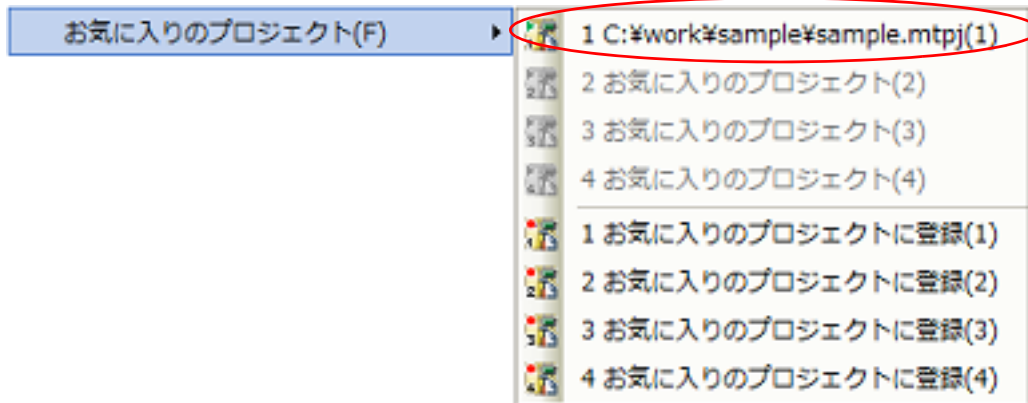 お気に入りのプロジェクト(F)
1 C:¥work¥sample¥sample.mtpj(1)
2 お気に入りのプロジェクト(2)
3 お気に入りのプロジェクト(3)
4 お気に入りのプロジェクト(4)
1 お気に入りのプロジェクトに登録(1)
2 お気に入りのプロジェクトに登録(2)
3 お気に入りのプロジェクトに登録(3)
4 お気に入りのプロジェクトに登録(4)